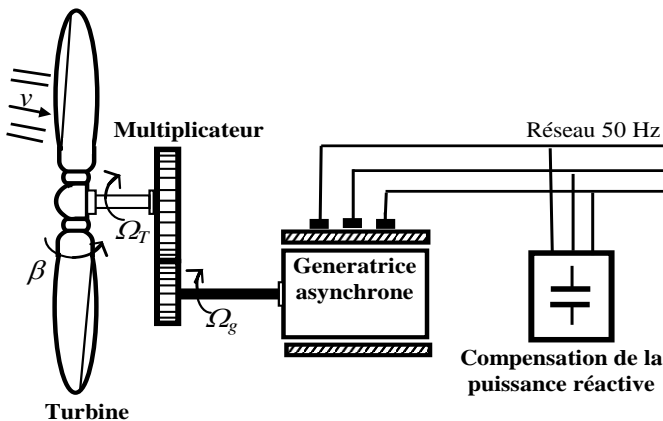 v
Multiplicateur
Réseau 50 Hz
Ω_T
β
Ω_g
Generatrice
asynchrone
Compensation de la
puissance réactive
Turbine